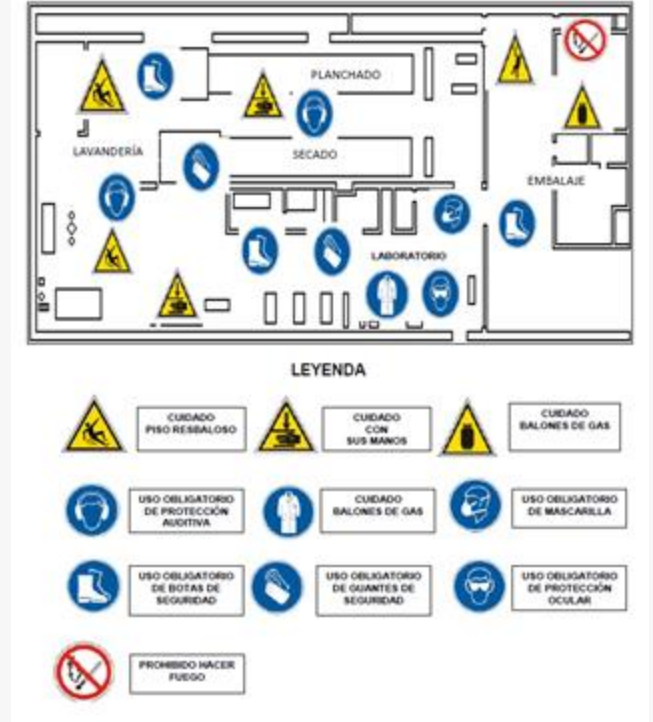 PLANCHADO
LAVANDERÍA
SECADO
EMBALAJE
LABORATORIO
LEYENDA
CUIDADO
PISO RESBALOSO
CUIDADO
CON
SUS MANOS
CUIDADO
BALONES DE GAS
USO OBLIGATORIO
DE PROTECCIÓN
AUDITIVA
CUIDADO
BALONES DE GAS
USO OBLIGATORIO
DE MASCARILLA
USO OBLIGATORIO
DE BOTAS DE
SEGURIDAD
USO OBLIGATORIO
DE GUANTES DE
SEGURIDAD
USO OBLIGATORIO
DE PROTECCIÓN
OCULAR
PROHIBIDO HACER
FUEGO